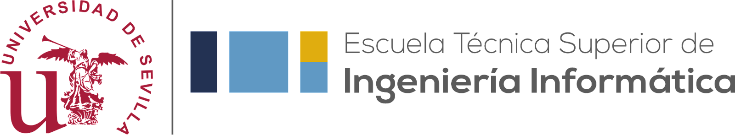 UNIVERSIDAD DE SEVILLA
u
Escuela Técnica Superior de
Ingeniería Informática